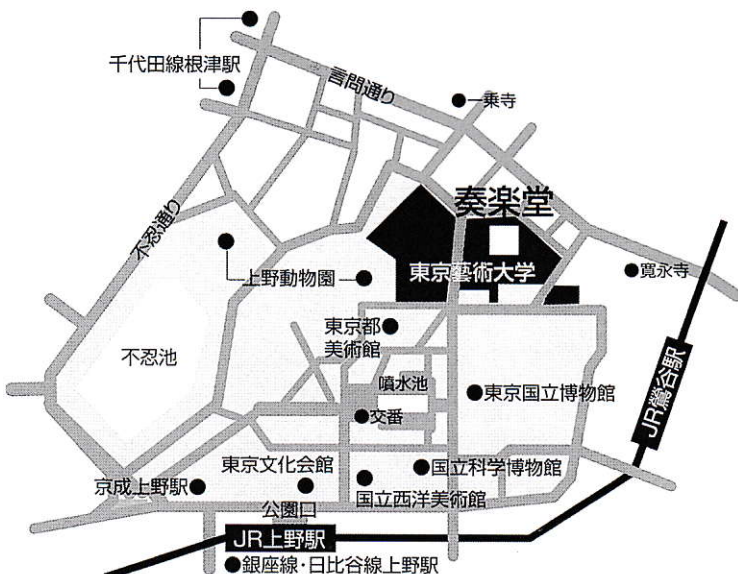 千代田線根津駅
言問通り
一乗寺
奏楽堂
不忍通り
東京藝術大学
上野動物園
寛永寺
東京都
美術館
不忍池
噴水池
東京国立博物館
JR鶯谷駅
交番
東京文化会館
国立科学博物館
京成上野駅
公園口
国立西洋美術館
JR上野駅
銀座線・日比谷線上野駅